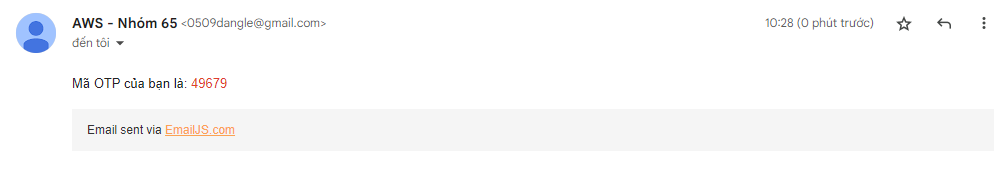 AWS - Nhóm 65 <0509dangle@gmail.com> 10:28 (0 phút trước)
đến tôi
Mã OTP của bạn là: 49679
Email sent via EmailJS.com